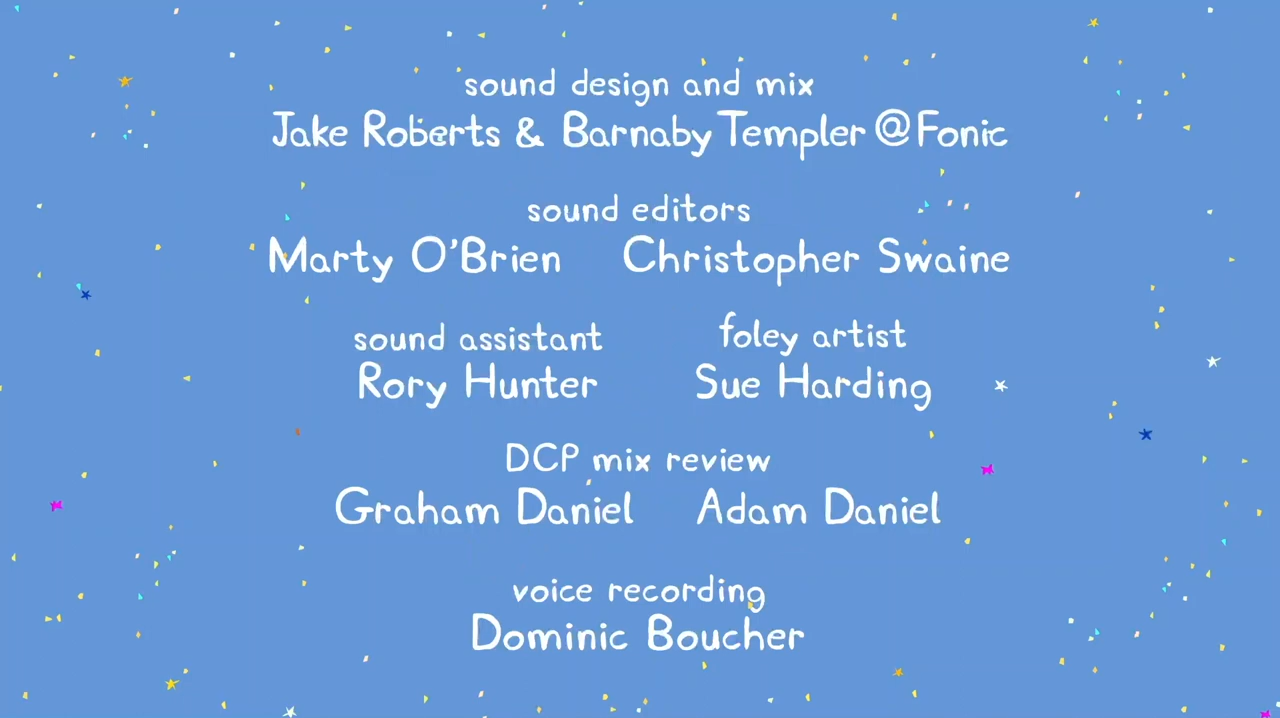 sound design and mix
Jake Roberts & Barnaby Templer @Fonic
sound editors
Marty O'Brien Christopher Swaine
sound assistant foley artist
Rory Hunter Sue Harding
DCP mix review
Graham Daniel Adam Daniel
voice recording
Dominic Boucher